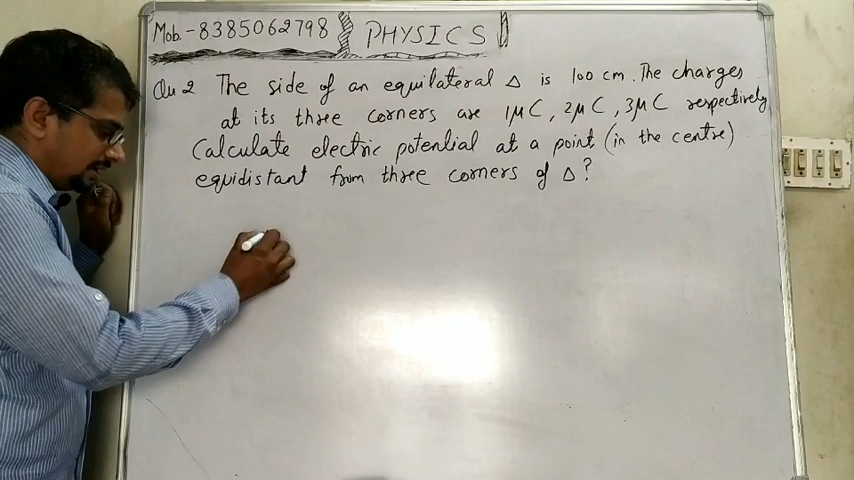 Mob.-8385062798 PHYSICS
Qu 2 The side of an equilateral Δ is 100 cm. The charges
at its three corners are 1μC, 2μC, 3μC respectively
Calculate electric potential at a point (in the centre)
equidistant from three corners of Δ?